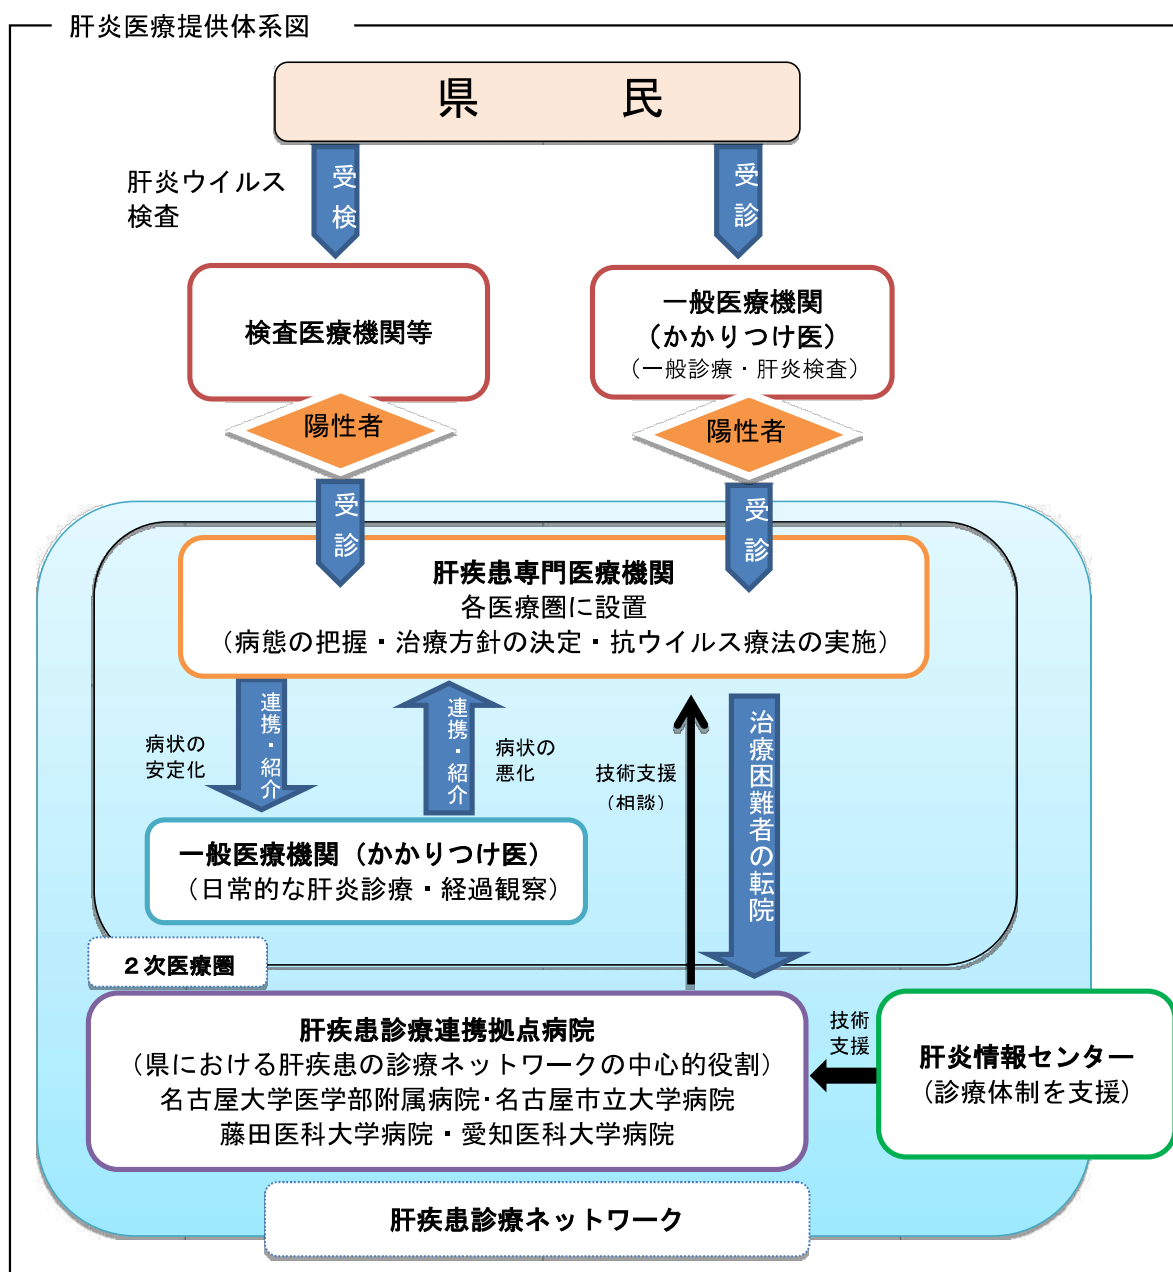 肝炎医療提供体系図
県　民
肝炎ウイルス
検査
受検
受診
検査医療機関等
一般医療機関
（かかりつけ医）
（一般診療・肝炎検査）
陽性者
陽性者
受診
受診
肝疾患専門医療機関
各医療圏に設置
（病態の把握・治療方針の決定・抗ウイルス療法の実施）
病状の
安定化
連携・紹介
連携・紹介
病状の
悪化
技術支援
（相談）
治療困難者の転院
一般医療機関（かかりつけ医）
（日常的な肝炎診療・経過観察）
２次医療圏
肝疾患診療連携拠点病院
（県における肝疾患の診療ネットワークの中心的役割）
名古屋大学医学部附属病院・名古屋市立大学病院
藤田医科大学病院・愛知医科大学病院
技術
支援
肝炎情報センター
（診療体制を支援）
肝疾患診療ネットワーク